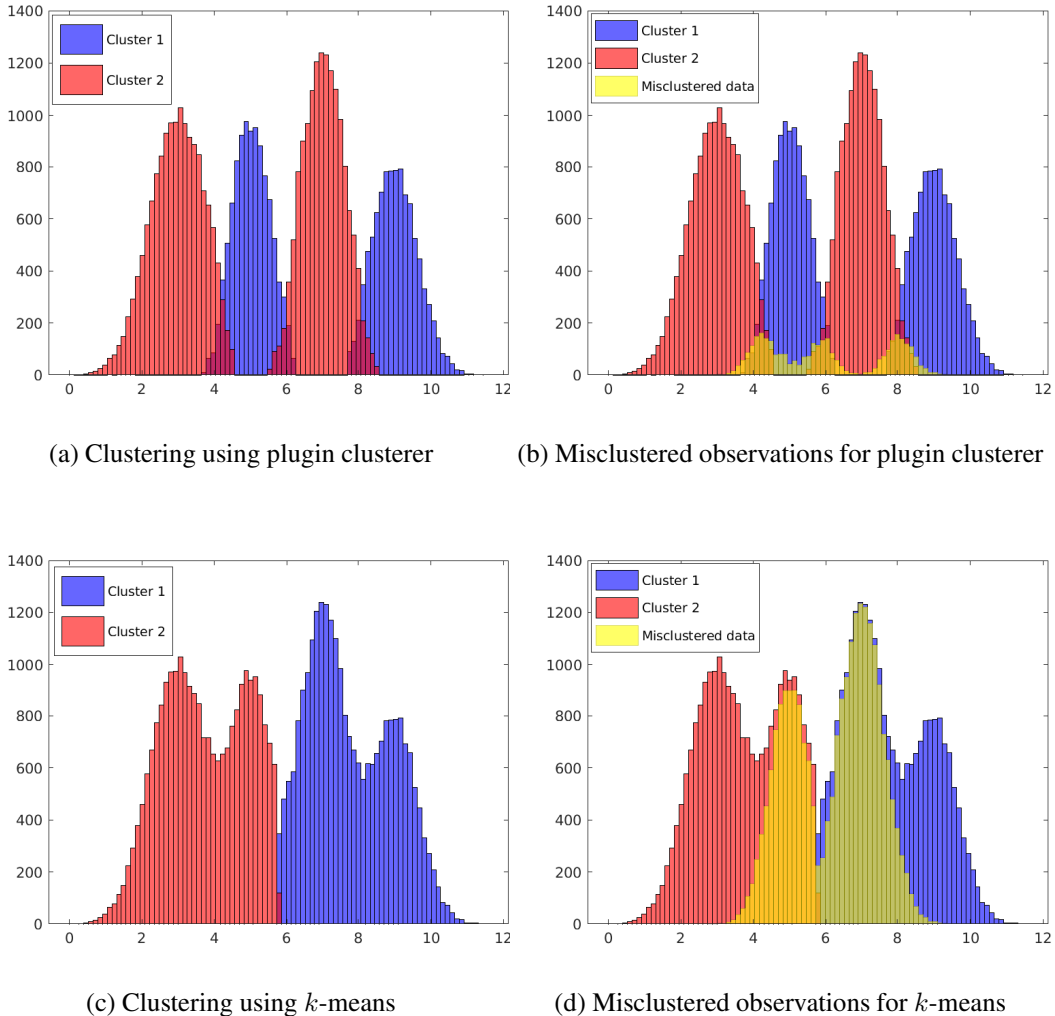 1400
1200
1000
800
600
400
200
0
0 2 4 6 8 10 12
Cluster 1
Cluster 2
(a) Clustering using plugin clusterer
1400
1200
1000
800
600
400
200
0
0 2 4 6 8 10 12
Cluster 1
Cluster 2
Misclustered data
(b) Misclustered observations for plugin clusterer
1400
1200
1000
800
600
400
200
0
0 2 4 6 8 10 12
Cluster 1
Cluster 2
(c) Clustering using k-means
1400
1200
1000
800
600
400
200
0
0 2 4 6 8 10 12
Cluster 1
Cluster 2
Misclustered data
(d) Misclustered observations for k-means